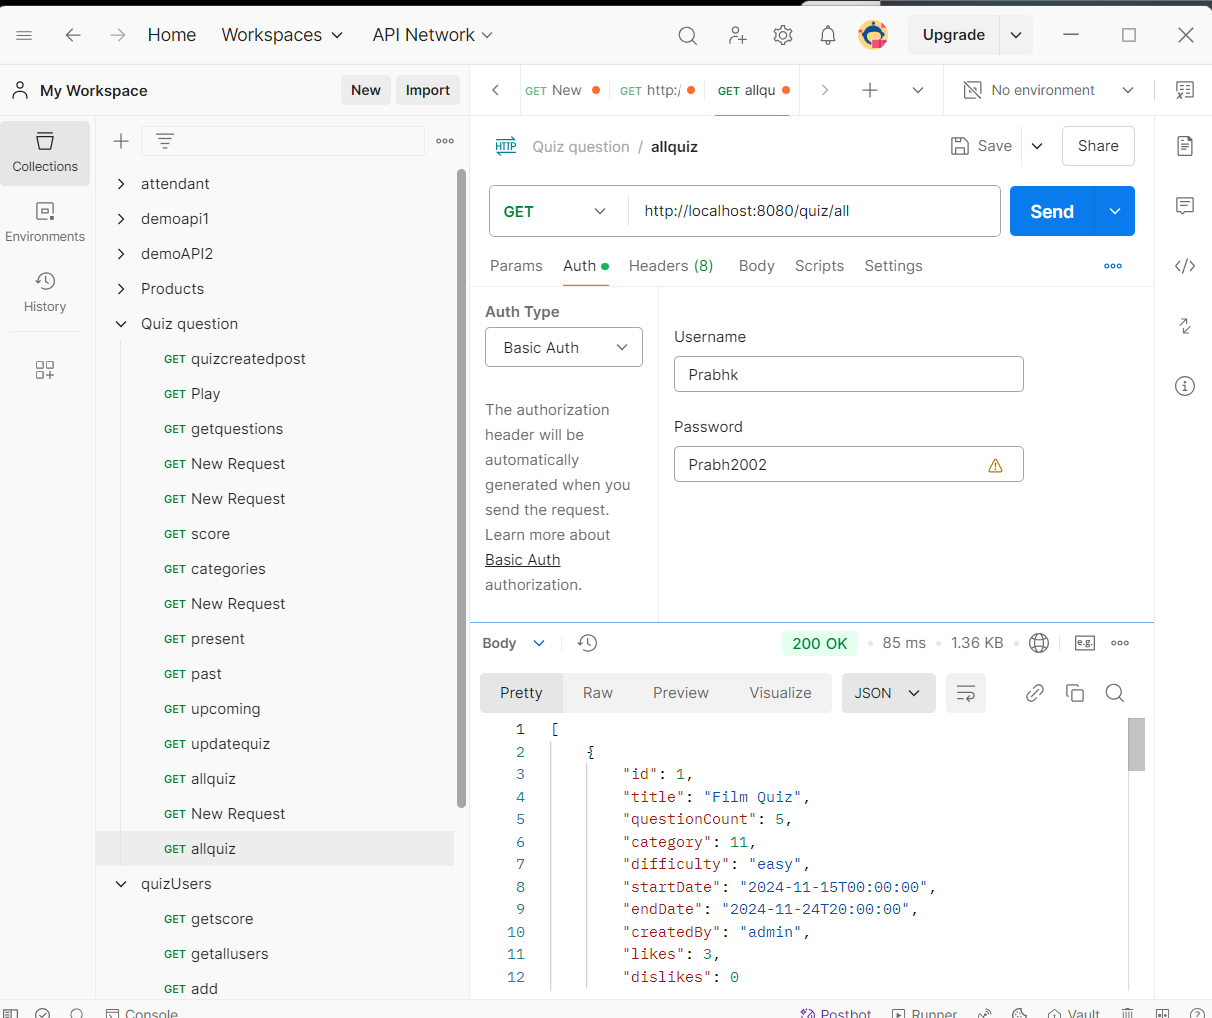 Home Workspaces API Network Upgrade
My Workspace New Import GET New GET http:/ GET allqu No environment
Collections
Environments
History
attendant
demoapi1
demoAPI2
Products
Quiz question
GET quizcreatedpost
GET Play
GET getquestions
GET New Request
GET New Request
GET score
GET categories
GET New Request
GET present
GET past
GET upcoming
GET updatequiz
GET allquiz
GET New Request
GET allquiz
quizUsers
GET getscore
GET getallusers
GET add
HTTP Quiz question / allquiz Save Share
GET http://localhost:8080/quiz/all Send
Params Auth Headers (8) Body Scripts Settings
Auth Type
Basic Auth
The authorization
header will be
automatically
generated when you
send the request.
Learn more about
Basic Auth
authorization.
Username
Prabhk
Password
Prabh2002
Body 200 OK 85 ms 1.36 KB e.g.
Pretty Raw Preview Visualize JSON
1 [
2 {
3 "id": 1,
4 "title": "Film Quiz",
5 "questionCount": 5,
6 "category": 11,
7 "difficulty": "easy",
8 "startDate": "2024-11-15T00:00:00",
9 "endDate": "2024-11-24T20:00:00",
10 "createdBy": "admin",
11 "likes": 3,
12 "dislikes": 0
Console Postbot Runner Vault